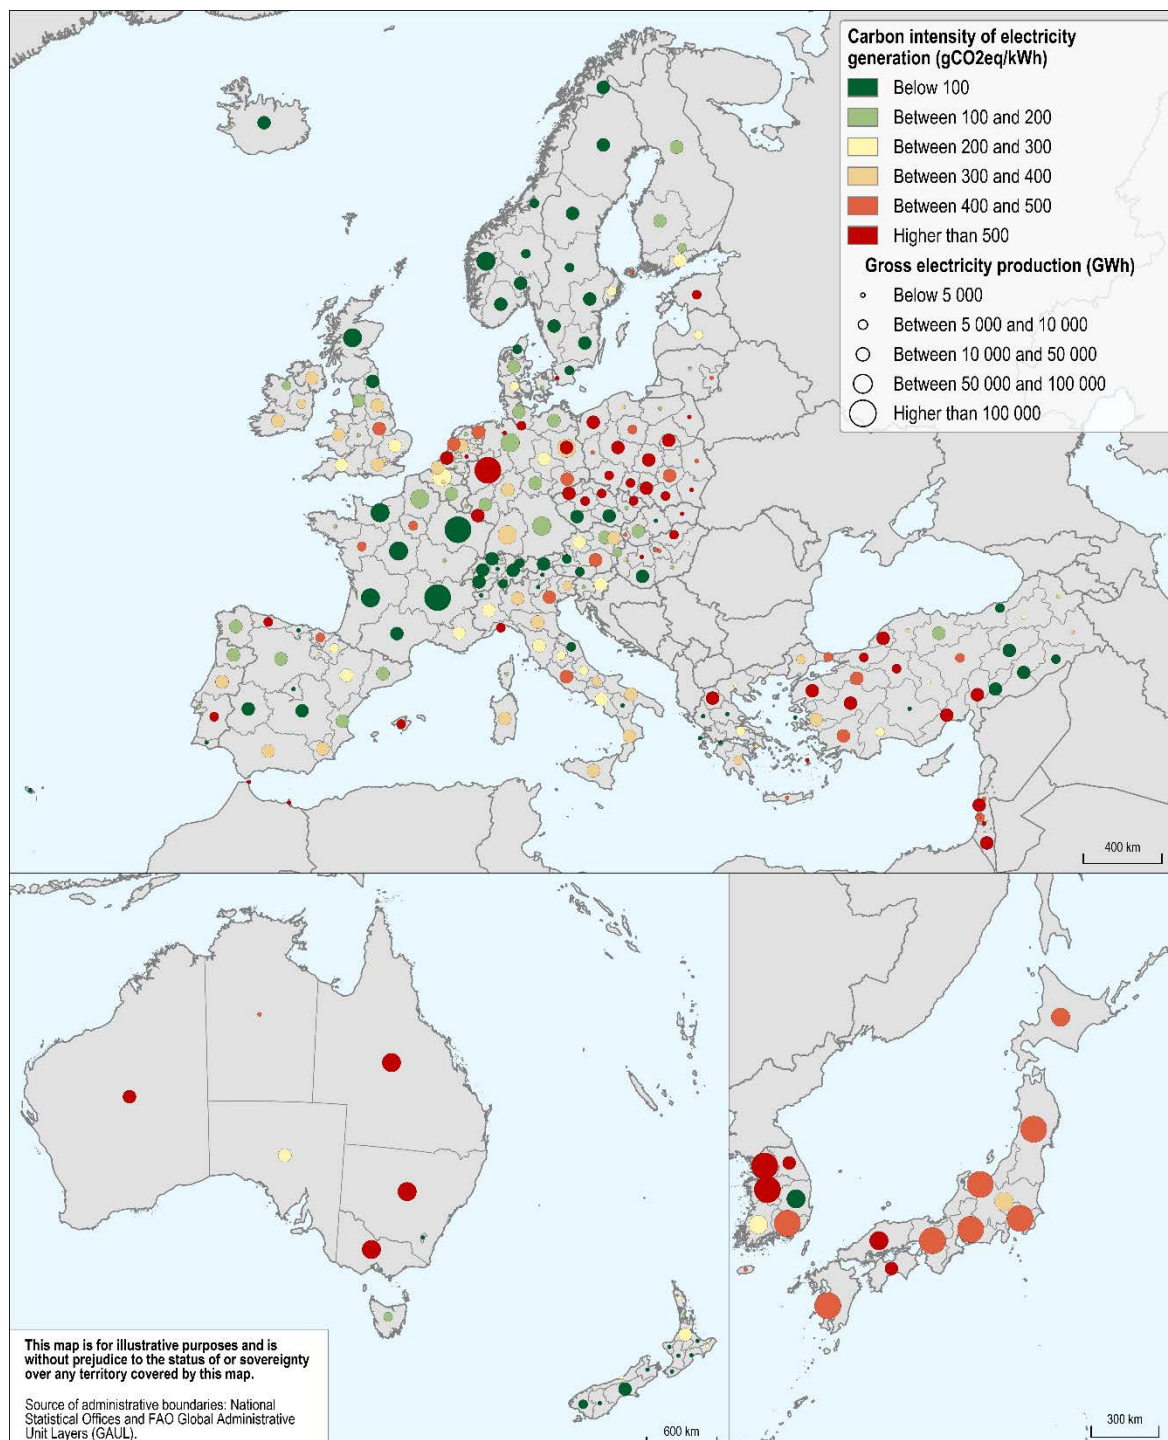 Carbon intensity of electricity
generation (gCO2eq/kWh)
Below 100
Between 100 and 200
Between 200 and 300
Between 300 and 400
Between 400 and 500
Higher than 500
Gross electricity production (GWh)
Below 5 000
Between 5 000 and 10 000
Between 10 000 and 50 000
Between 50 000 and 100 000
Higher than 100 000
400 km
This map is for illustrative purposes and is
without prejudice to the status of or sovereignty
over any territory covered by this map.
Source of administrative boundaries: National
Statistical Offices and FAO Global Administrative
Unit Layers (GAUL).
600 km
300 km